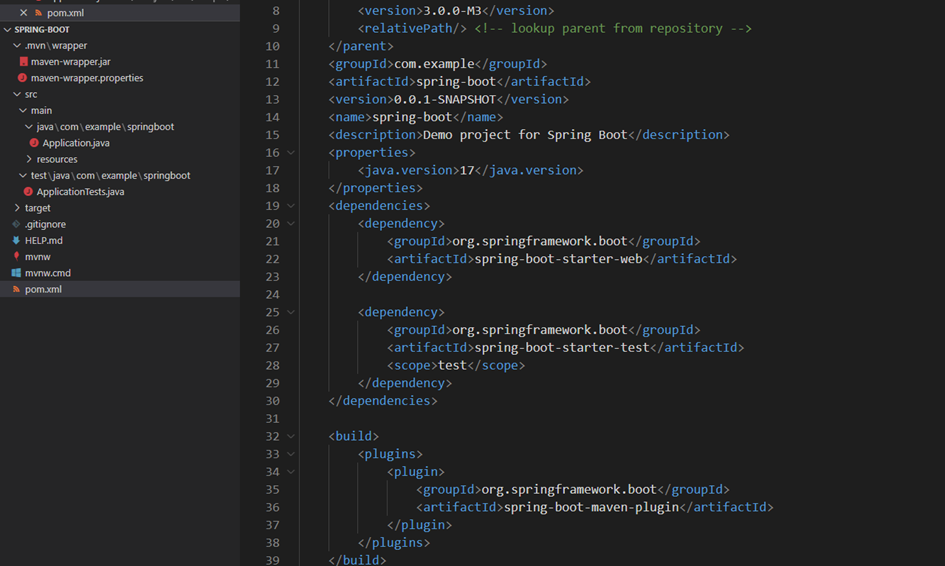 pom.xml
SPRING-BOOT
.mvn\wrapper
maven-wrapper.jar
maven-wrapper.properties
src
main
java\com\example\springboot
Application.java
resources
test\java\com\example\springboot
ApplicationTests.java
target
.gitignore
HELP.md
mvnw
mvnw.cmd
pom.xml
8 <version>3.0.0-M3</version>
9 <relativePath/> <!-- lookup parent from repository -->
10 </parent>
11 <groupId>com.example</groupId>
12 <artifactId>spring-boot</artifactId>
13 <version>0.0.1-SNAPSHOT</version>
14 <name>spring-boot</name>
15 <description>Demo project for Spring Boot</description>
16 <properties>
17 <java.version>17</java.version>
18 </properties>
19 <dependencies>
20 <dependency>
21 <groupId>org.springframework.boot</groupId>
22 <artifactId>spring-boot-starter-web</artifactId>
23 </dependency>
24
25 <dependency>
26 <groupId>org.springframework.boot</groupId>
27 <artifactId>spring-boot-starter-test</artifactId>
28 <scope>test</scope>
29 </dependency>
30 </dependencies>
31
32 <build>
33 <plugins>
34 <plugin>
35 <groupId>org.springframework.boot</groupId>
36 <artifactId>spring-boot-maven-plugin</artifactId>
37 </plugin>
38 </plugins>
39 </build>